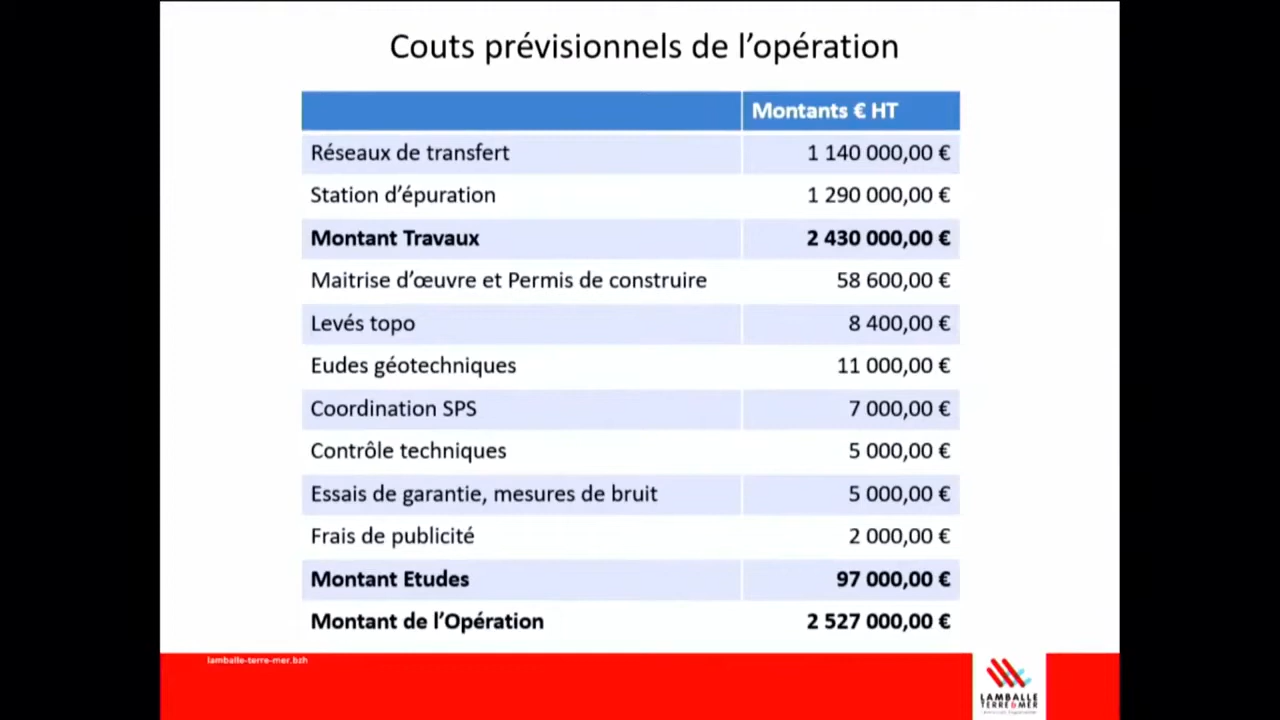 Couts prévisionnels de l’opération
Montants € HT
Réseaux de transfert 1 140 000,00 €
Station d’épuration 1 290 000,00 €
Montant Travaux 2 430 000,00 €
Maitrise d’œuvre et Permis de construire 58 600,00 €
Levés topo 8 400,00 €
Eudes géotechniques 11 000,00 €
Coordination SPS 7 000,00 €
Contrôle techniques 5 000,00 €
Essais de garantie, mesures de bruit 5 000,00 €
Frais de publicité 2 000,00 €
Montant Etudes 97 000,00 €
Montant de l’Opération 2 527 000,00 €
lamballe-terre-mer.bzh
LAMBALLE
TERRE&MER